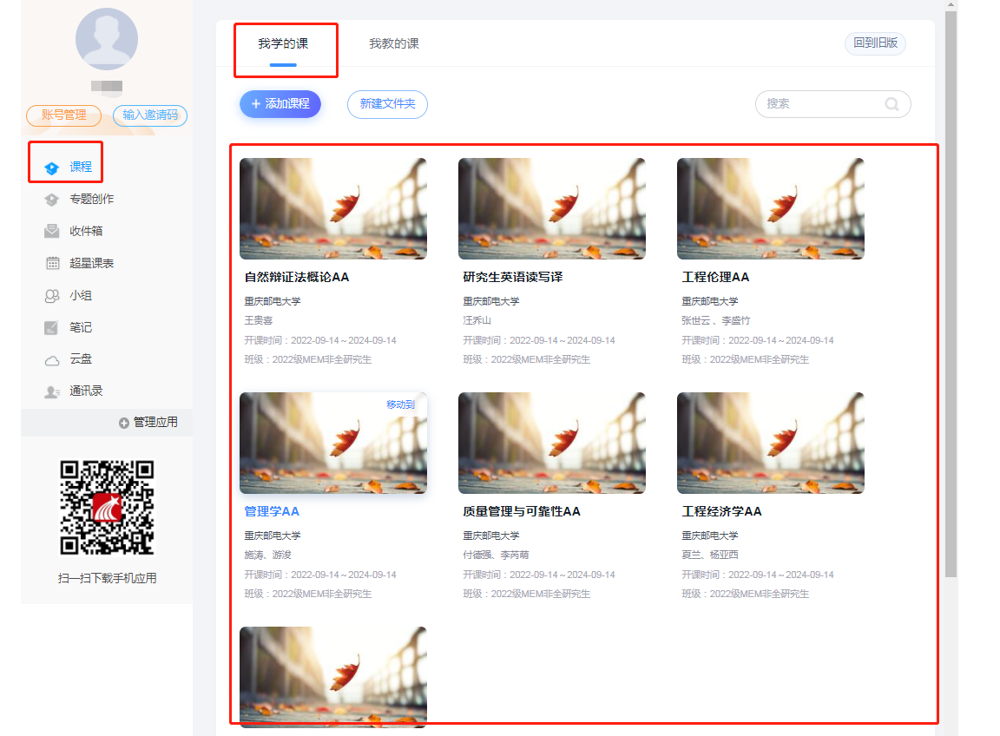 账号管理
输入邀请码
课程
专题创作
收件箱
超星课表
小组
笔记
云盘
通讯录
管理应用
扫一扫下载手机应用
我学的课
我教的课
回到旧版
+ 添加课程
新建文件夹
搜索
自然辩证法概论AA
重庆邮电大学
王贵喜
开课时间：2022-09-14～2024-09-14
班级：2022级MEM非全研究生
研究生英语读写译
重庆邮电大学
汪乔山
开课时间：2022-09-14～2024-09-14
班级：2022级MEM非全研究生
工程伦理AA
重庆邮电大学
张世云、李盛竹
开课时间：2022-09-14～2024-09-14
班级：2022级MEM非全研究生
移动到
管理学AA
重庆邮电大学
施涛、游浚
开课时间：2022-09-14～2024-09-14
班级：2022级MEM非全研究生
质量管理与可靠性AA
重庆邮电大学
付德强、李芮萌
开课时间：2022-09-14～2024-09-14
班级：2022级MEM非全研究生
工程经济学AA
重庆邮电大学
夏兰、杨亚西
开课时间：2022-09-14～2024-09-14
班级：2022级MEM非全研究生